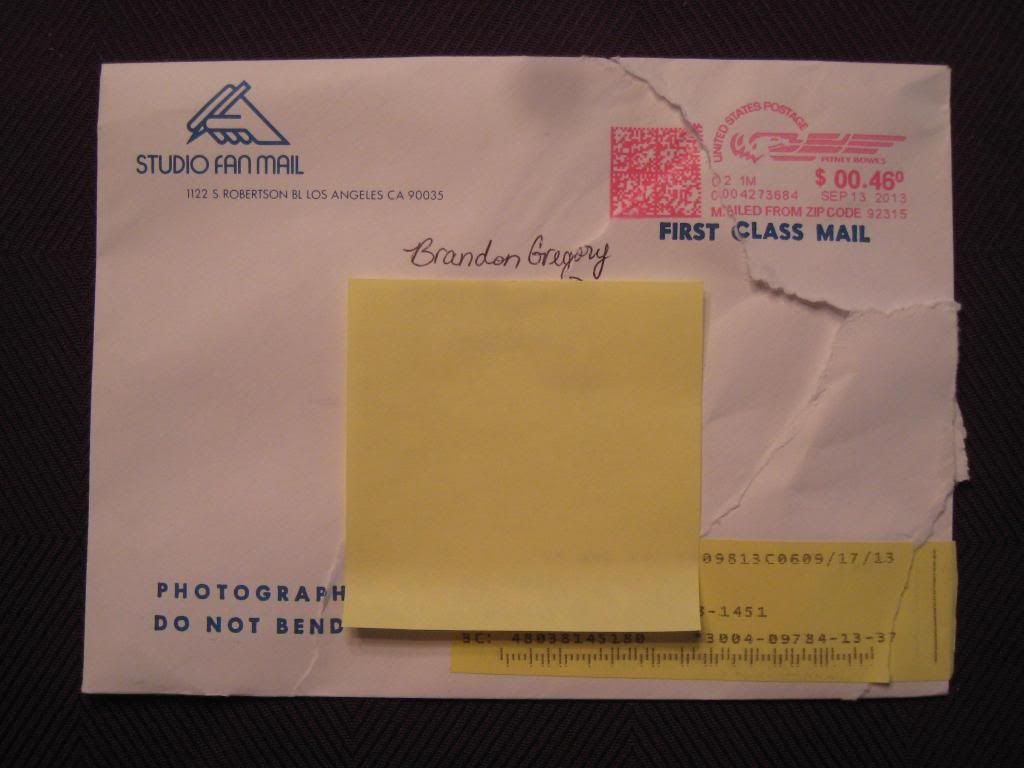 STUDIO FAN MAIL
1122 S. ROBERTSON BL LOS ANGELES CA 90035
UNITED STATES POSTAGE
PITNEY BOWES
02 1M
$ 00.46⁰
0004273684
SEP 13 2013
MAILED FROM ZIP CODE 92315
FIRST CLASS MAIL
Brandon Gregory
PHOTOGRAPH
DO NOT BEND
09813C0609/17/13
-1451
BC: 48038145180
3004-09784-13-37